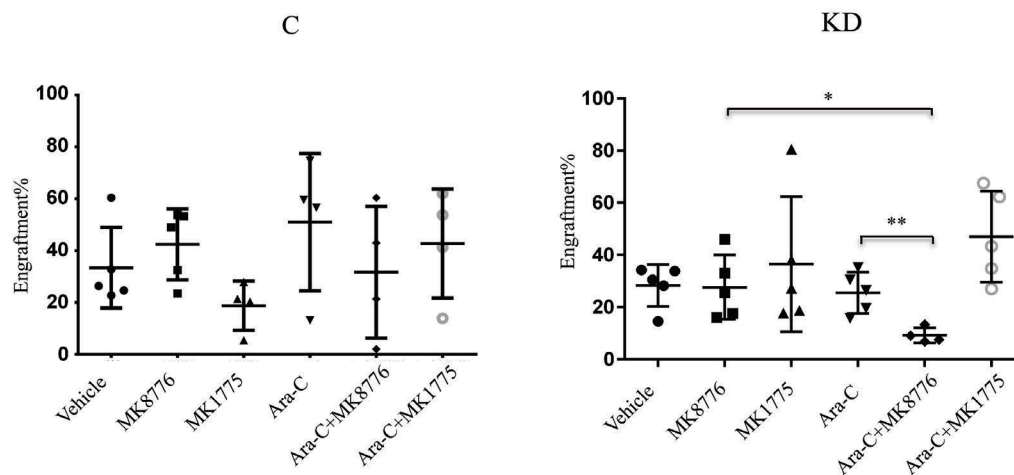 C
Engraftment%
100
80
60
40
20
0
Vehicle
MK8776
MK1775
Ara-C
Ara-C+MK8776
Ara-C+MK1775
KD
Engraftment%
100
80
60
40
20
0
*
**
Vehicle
MK8776
MK1775
Ara-C
Ara-C+MK8776
Ara-C+MK1775